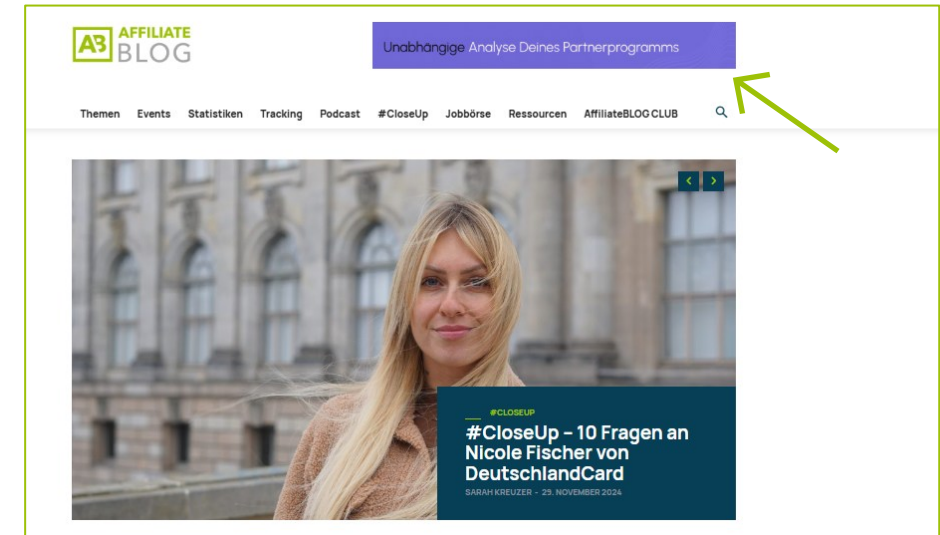 AB AFFILIATE
BLOG
Unabhängige Analyse Deines Partnerprogramms
Themen Events Statistiken Tracking Podcast #CloseUp Jobbörse Ressourcen AffiliateBLOG CLUB
#CLOSEUP
#CloseUp – 10 Fragen an
Nicole Fischer von
DeutschlandCard
SARAH KREUZER - 29. NOVEMBER 2024